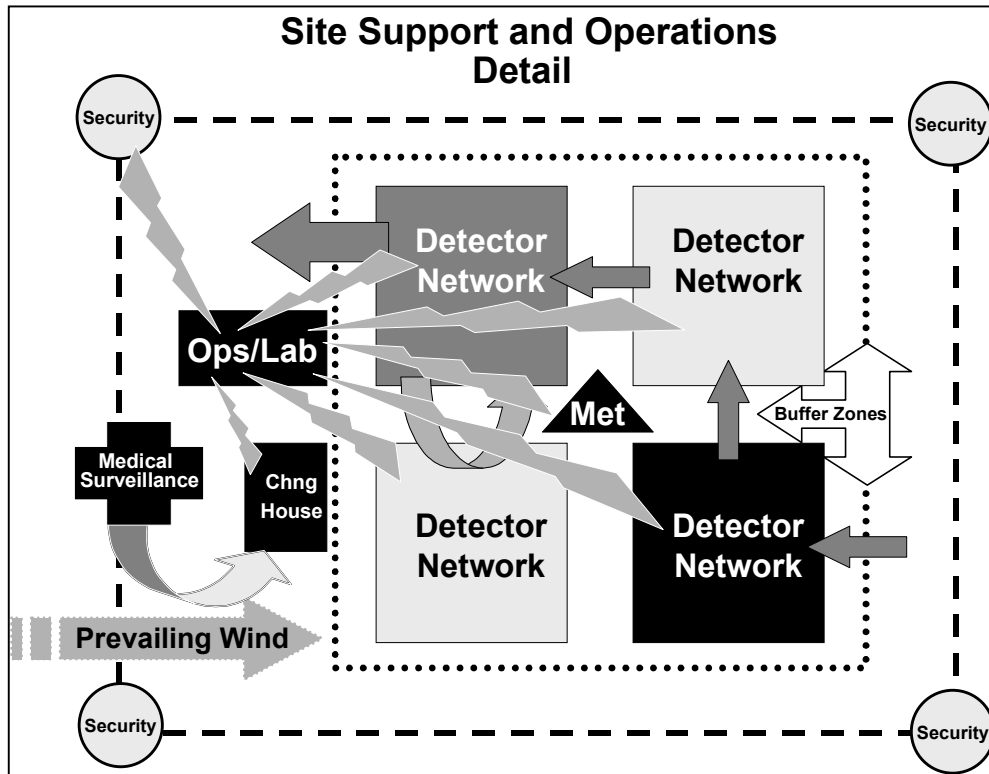 Site Support and Operations
Detail
Security
Security
Detector
Network
Detector
Network
Ops/Lab
Met
Buffer Zones
Medical
Surveillance
Chng
House
Detector
Network
Detector
Network
Prevailing Wind
Security
Security